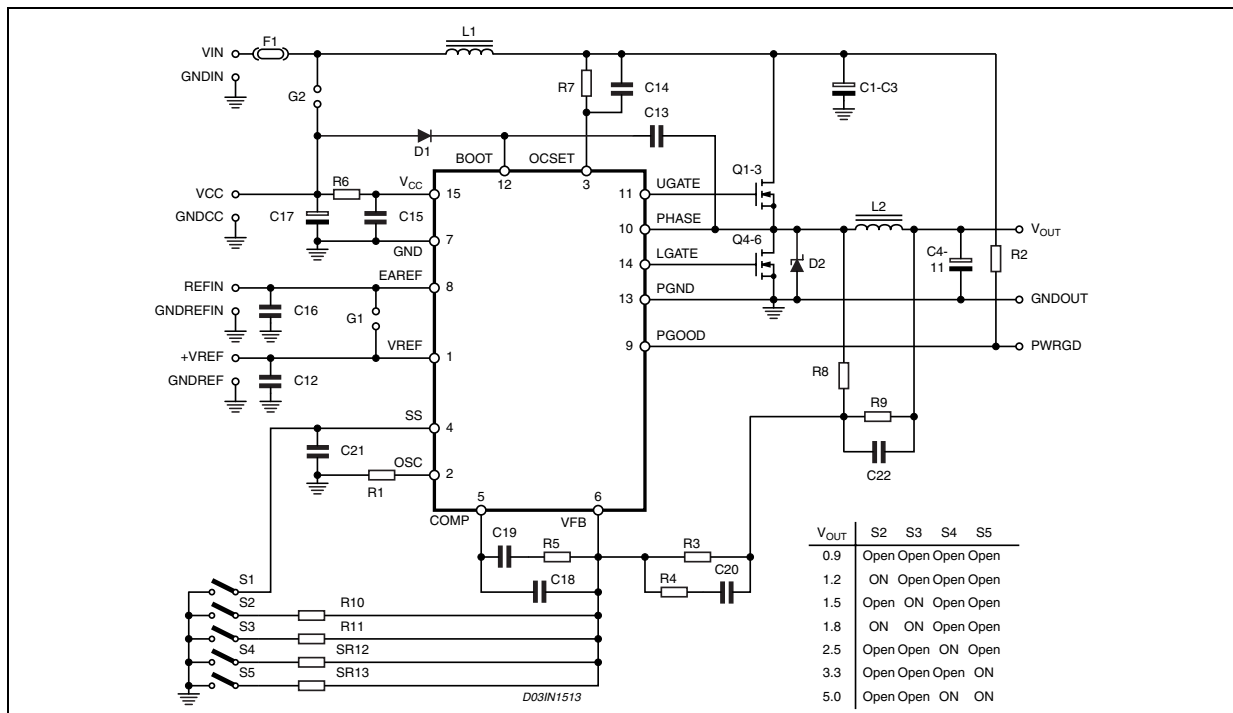 L1
VIN
F1
GNDIN
R7
C14
C1-C3
G2
C13
D1
BOOT
OCSET
12
3
Q1-3
VCC
R6
VCC
15
11
UGATE
GNDCC
C17
C15
L2
10
PHASE
VOUT
7
GND
Q4-6
C4-
11
R2
14
LGATE
D2
EAREF
REFIN
8
13
PGND
GNDOUT
GNDREFIN
C16
G1
+VREF
VREF
1
9
PGOOD
PWRGD
GNDREF
C12
R8
R9
SS
4
C21
OSC
2
R1
C22
5
6
COMP
VFB
C19
R5
R3
C18
R4
C20
S1
S2
R10
S3
R11
S4
SR12
S5
SR13
D03IN1513
VOUT S2 S3 S4 S5
0.9 Open Open Open Open
1.2 ON Open Open Open
1.5 Open ON Open Open
1.8 ON ON Open Open
2.5 Open Open ON Open
3.3 Open Open Open ON
5.0 Open Open ON ON